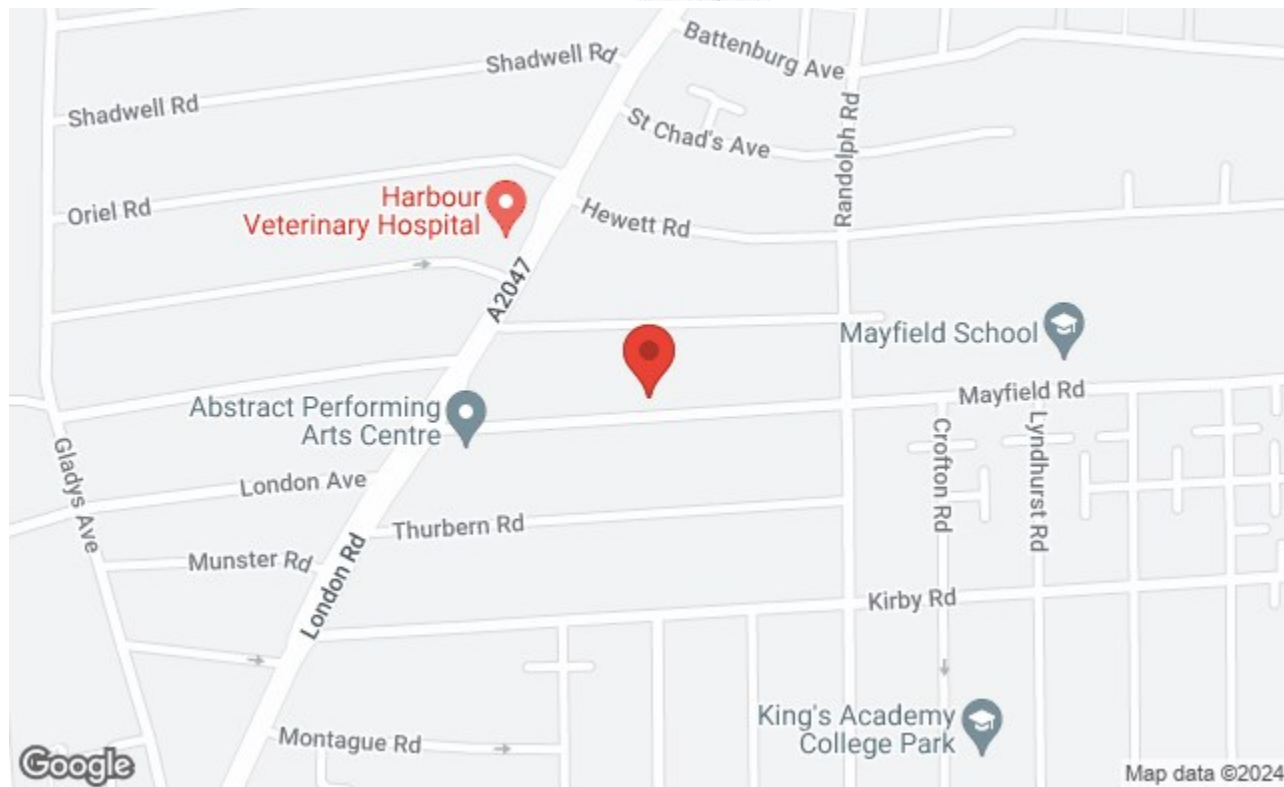 Battenburg Ave
Shadwell Rd
Shadwell Rd
St Chad's Ave
Randolph Rd
Oriel Rd
Harbour
Veterinary Hospital
Hewett Rd
A2047
Mayfield School
Mayfield Rd
Abstract Performing
Arts Centre
Gladys Ave
London Ave
Crofton Rd
Lyndhurst Rd
Thurbern Rd
Munster Rd
London Rd
Kirby Rd
King's Academy
College Park
Montague Rd
Google
Map data ©2024